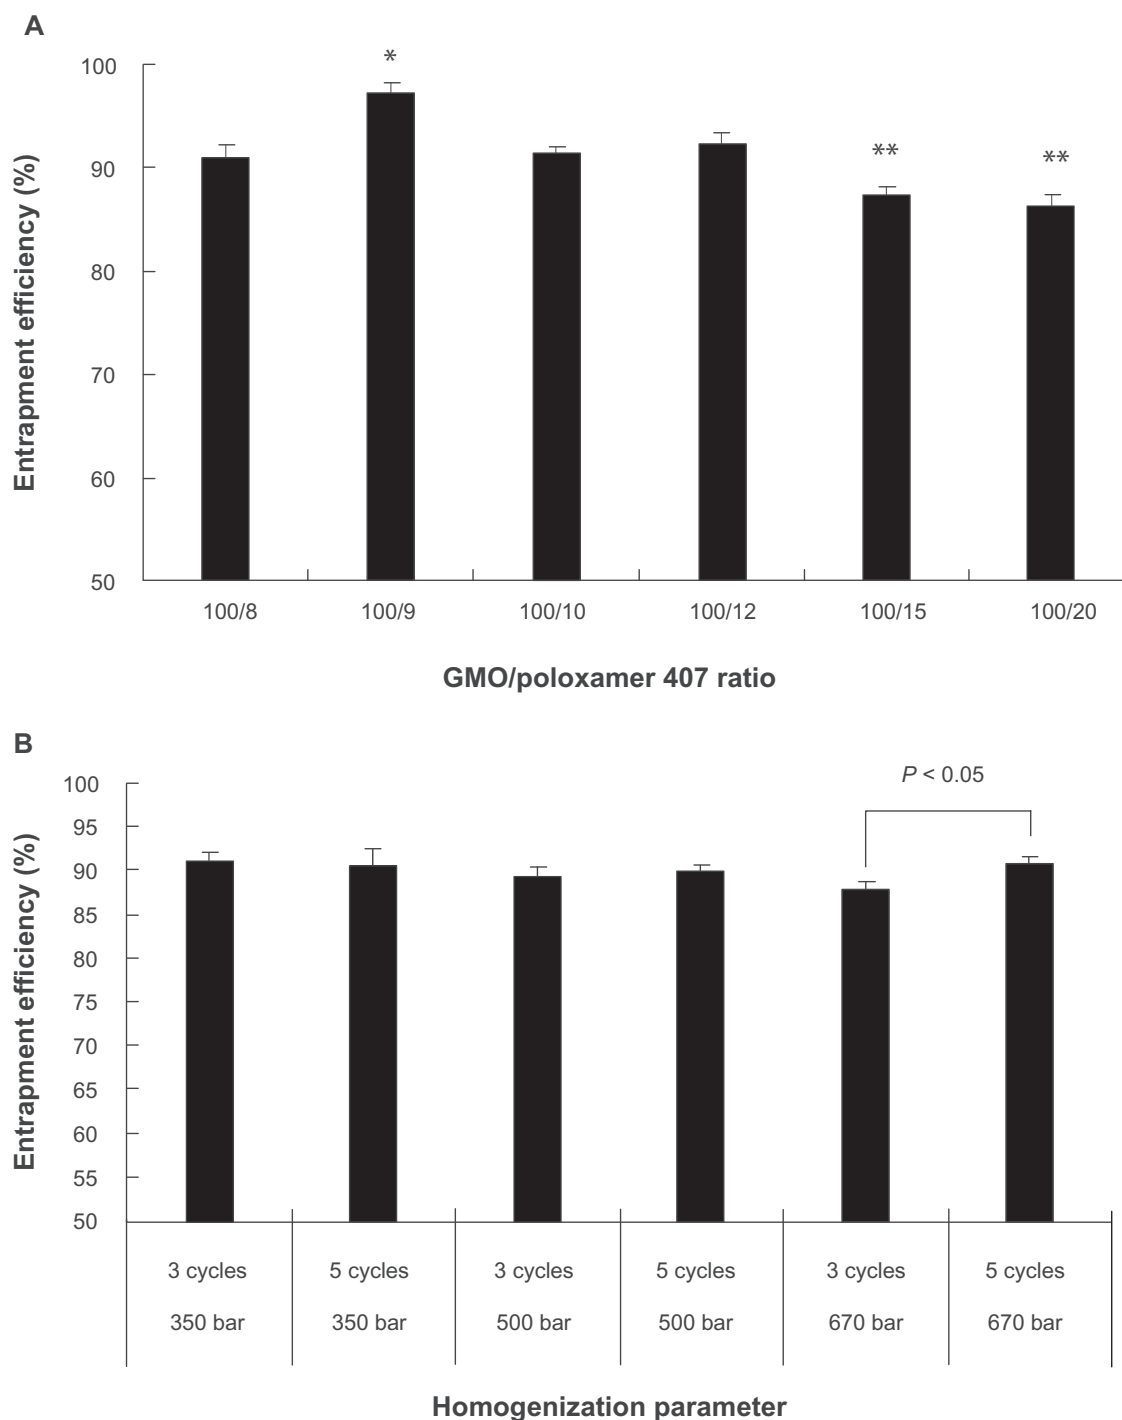 A
Entrapment efficiency (%)
100
90
80
70
60
50
*
**
**
100/8 100/9 100/10 100/12 100/15 100/20
GMO/poloxamer 407 ratio
B
Entrapment efficiency (%)
100
95
90
85
80
75
70
65
60
55
50
P < 0.05
3 cycles 5 cycles 3 cycles 5 cycles 3 cycles 5 cycles
350 bar 350 bar 500 bar 500 bar 670 bar 670 bar
Homogenization parameter